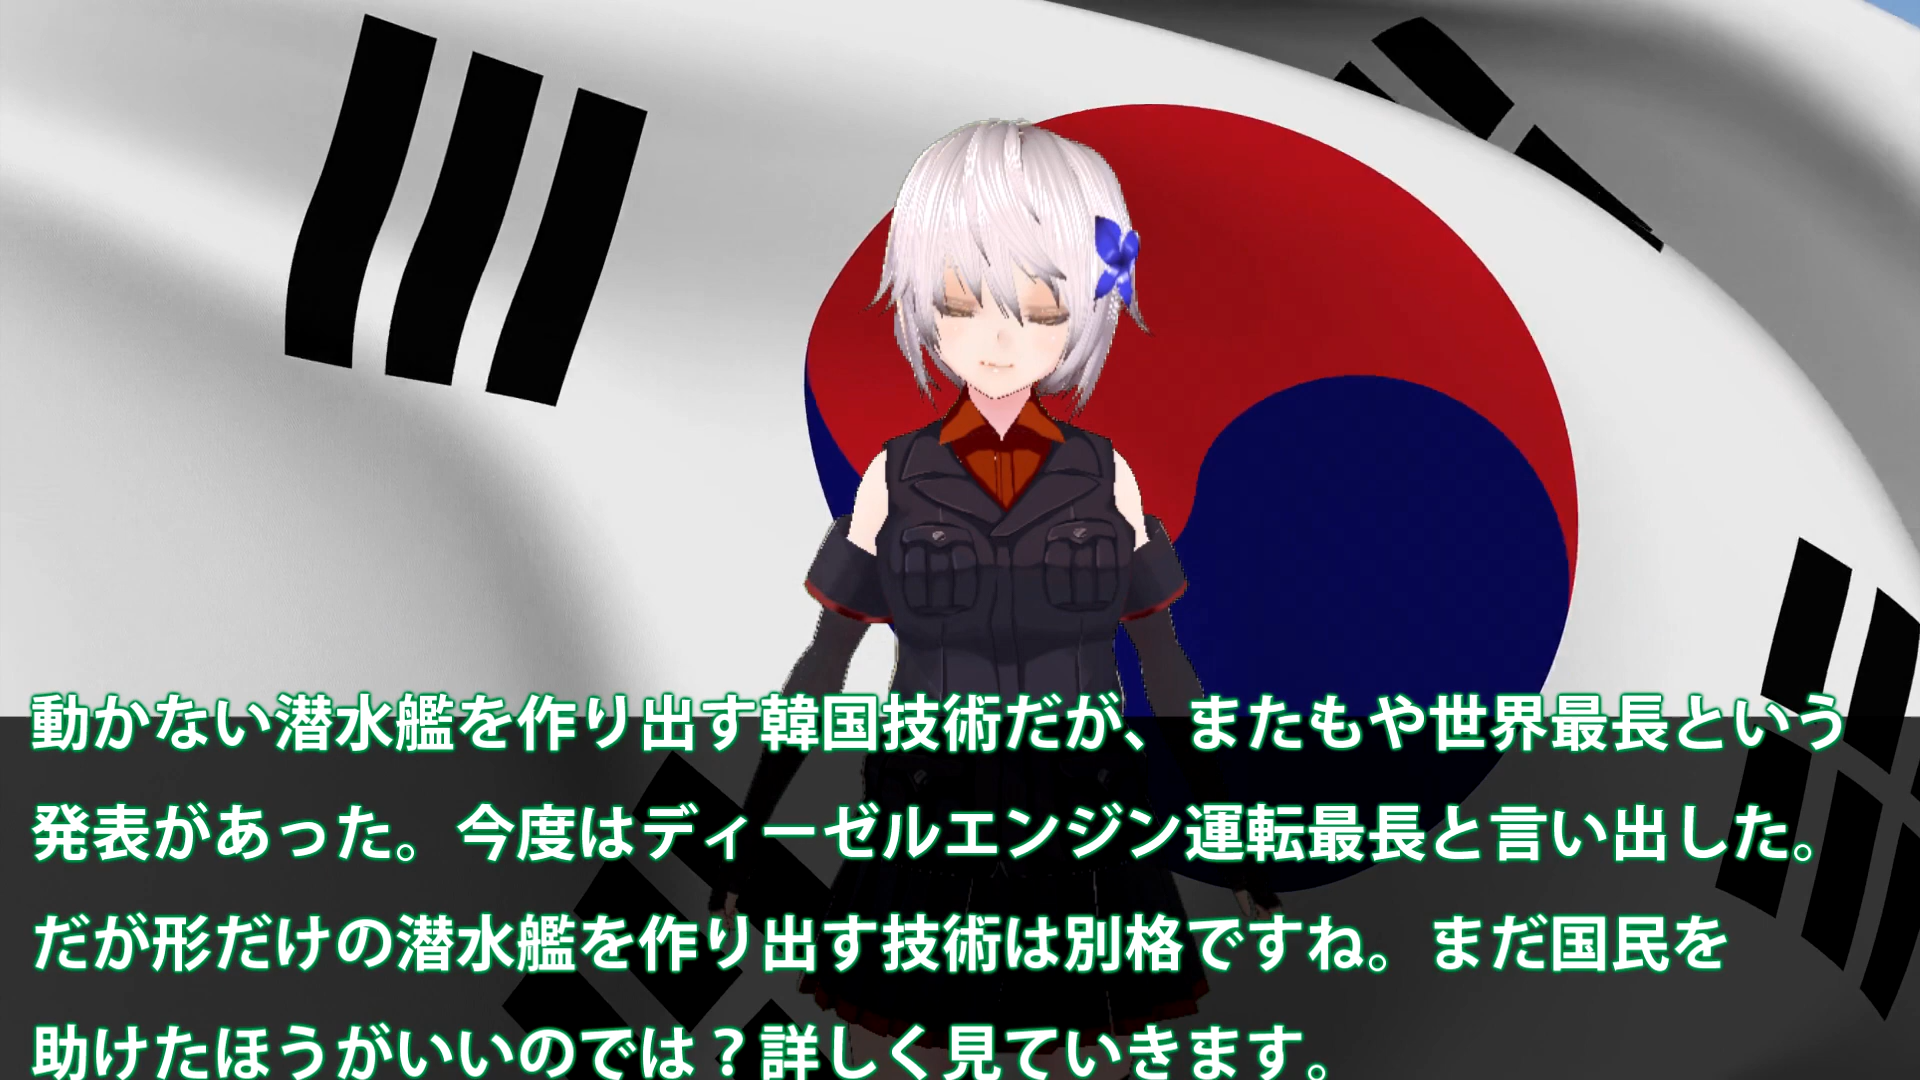 動かない潜水艦を作り出す韓国技術だが、またもや世界最長という
発表があった。今度はディーゼルエンジン運転最長と言い出した。
だが形だけの潜水艦を作り出す技術は別格ですね。まだ国民を
助けたほうがいいのでは？詳しく見ていきます。